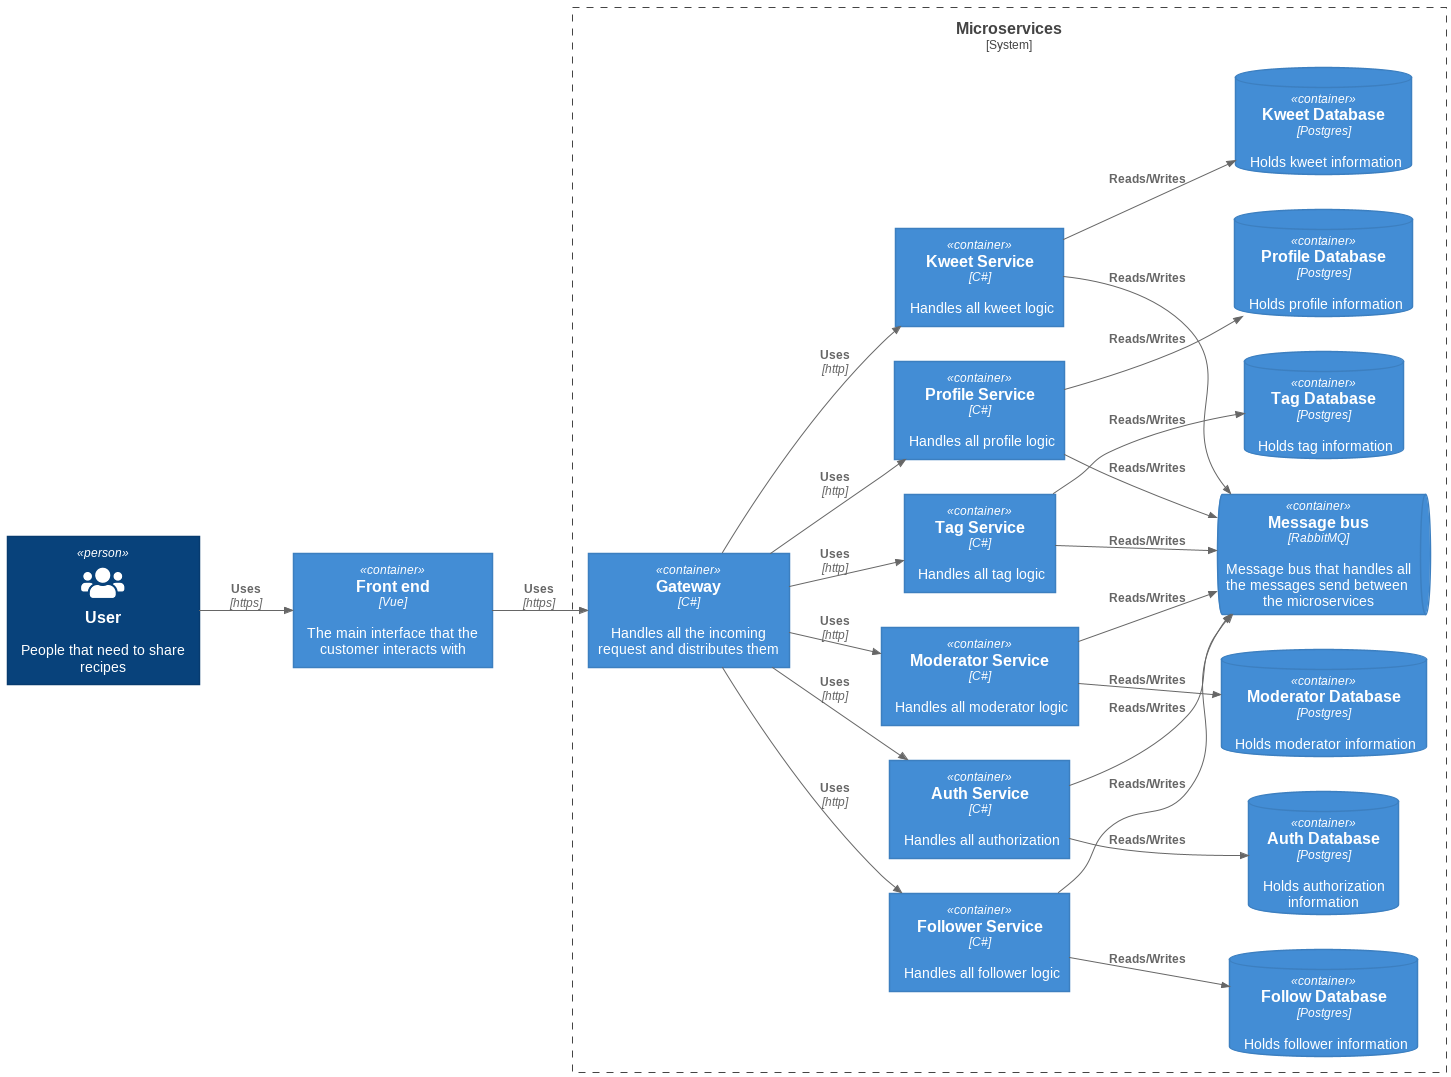 Microservices
[System]
«person»
User
People that need to share
recipes
Uses
[https]
«container»
Front end
[Vue]
The main interface that the
customer interacts with
Uses
[https]
«container»
Gateway
[C#]
Handles all the incoming
request and distributes them
Uses
[http]
Uses
[http]
Uses
[http]
Uses
[http]
Uses
[http]
Uses
[http]
«container»
Kweet Service
[C#]
Handles all kweet logic
«container»
Profile Service
[C#]
Handles all profile logic
«container»
Tag Service
[C#]
Handles all tag logic
«container»
Moderator Service
[C#]
Handles all moderator logic
«container»
Auth Service
[C#]
Handles all authorization
«container»
Follower Service
[C#]
Handles all follower logic
Reads/Writes
Reads/Writes
Reads/Writes
Reads/Writes
Reads/Writes
Reads/Writes
Reads/Writes
Reads/Writes
Reads/Writes
Reads/Writes
Reads/Writes
Reads/Writes
«container»
Kweet Database
[Postgres]
Holds kweet information
«container»
Profile Database
[Postgres]
Holds profile information
«container»
Tag Database
[Postgres]
Holds tag information
«container»
Message bus
[RabbitMQ]
Message bus that handles all
the messages send between
the microservices
«container»
Moderator Database
[Postgres]
Holds moderator information
«container»
Auth Database
[Postgres]
Holds authorization
information
«container»
Follow Database
[Postgres]
Holds follower information